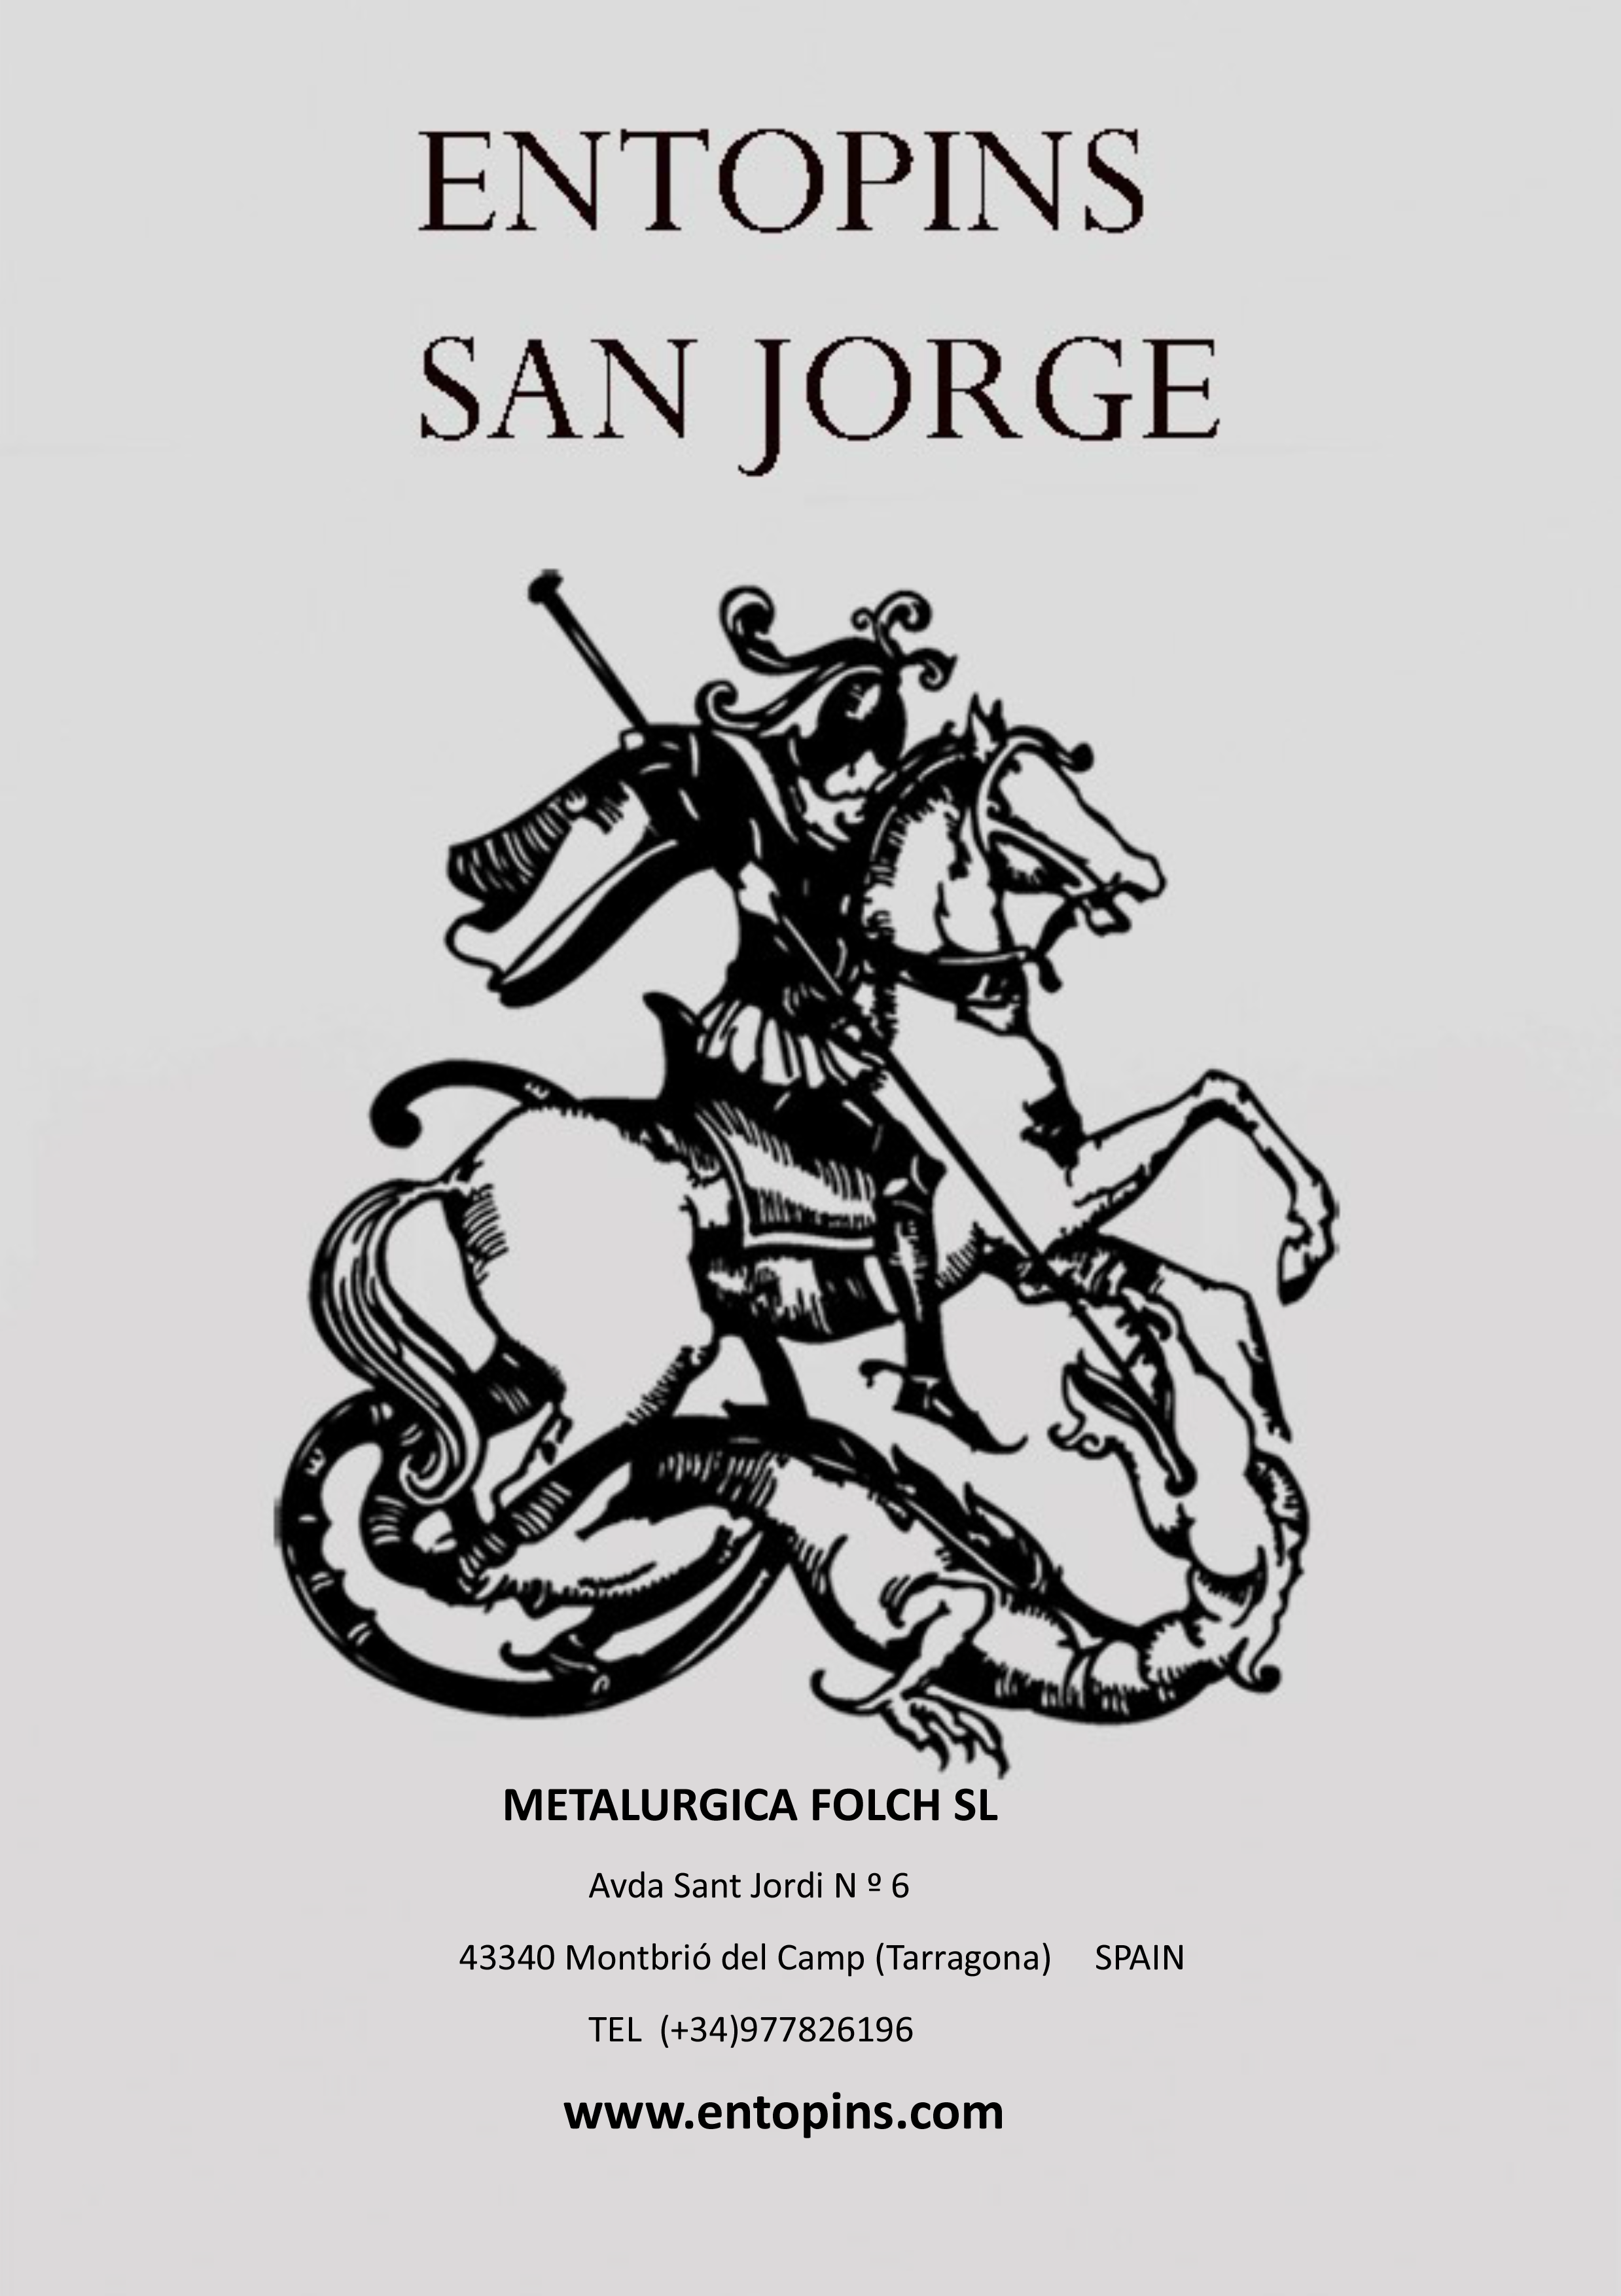 ENTOPINS
SAN JORGE
METALURGICA FOLCH SL
Avda Sant Jordi N º 6
43340 Montbrió del Camp (Tarragona) SPAIN
TEL (+34)977826196
www.entopins.com